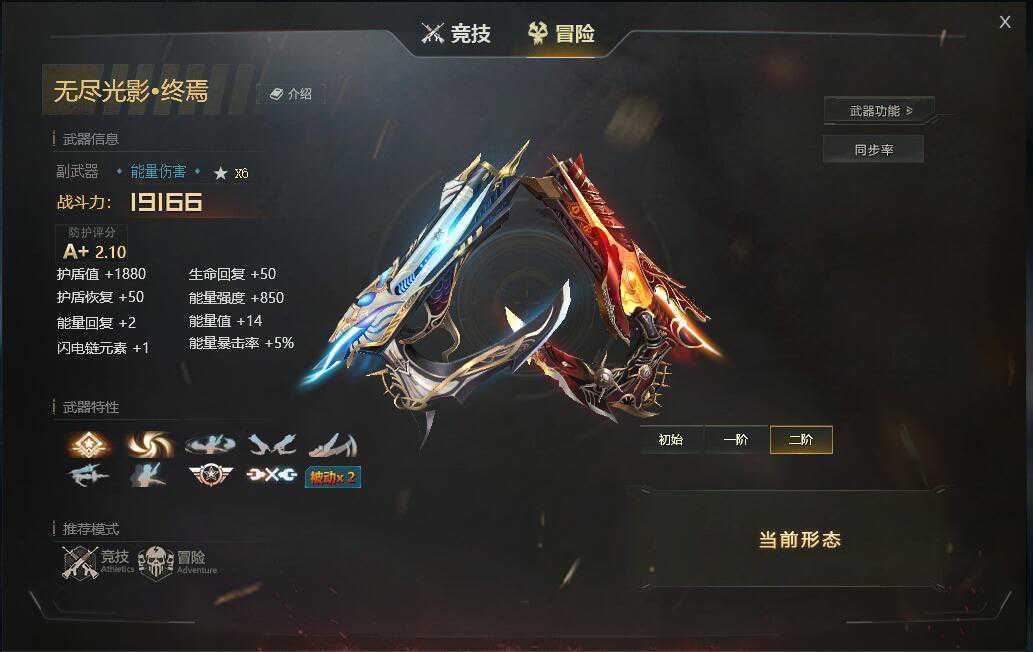 竞技 冒险 X
无尽光影•终焉 介绍
武器功能
武器信息
同步率
副武器 • 能量伤害 • ★ X6
战斗力: 19166
防护评分
A+ 2.10
护盾值 +1880 生命回复 +50
护盾恢复 +50 能量强度 +850
能量回复 +2 能量值 +14
闪电链元素 +1 能量暴击率 +5%
武器特性
被动x 2
初始 一阶 二阶
当前形态
推荐模式
竞技 冒险
Athletics Adventure